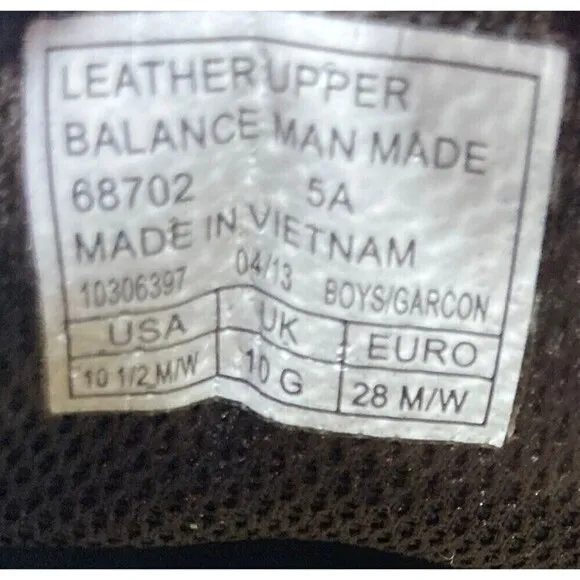 LEATHER UPPER
BALANCE MAN MADE
68702 5A
MADE IN VIETNAM
10306397 04/13 BOYS/GARCON
USA UK EURO
10 1/2 M/W 10 G 28 M/W